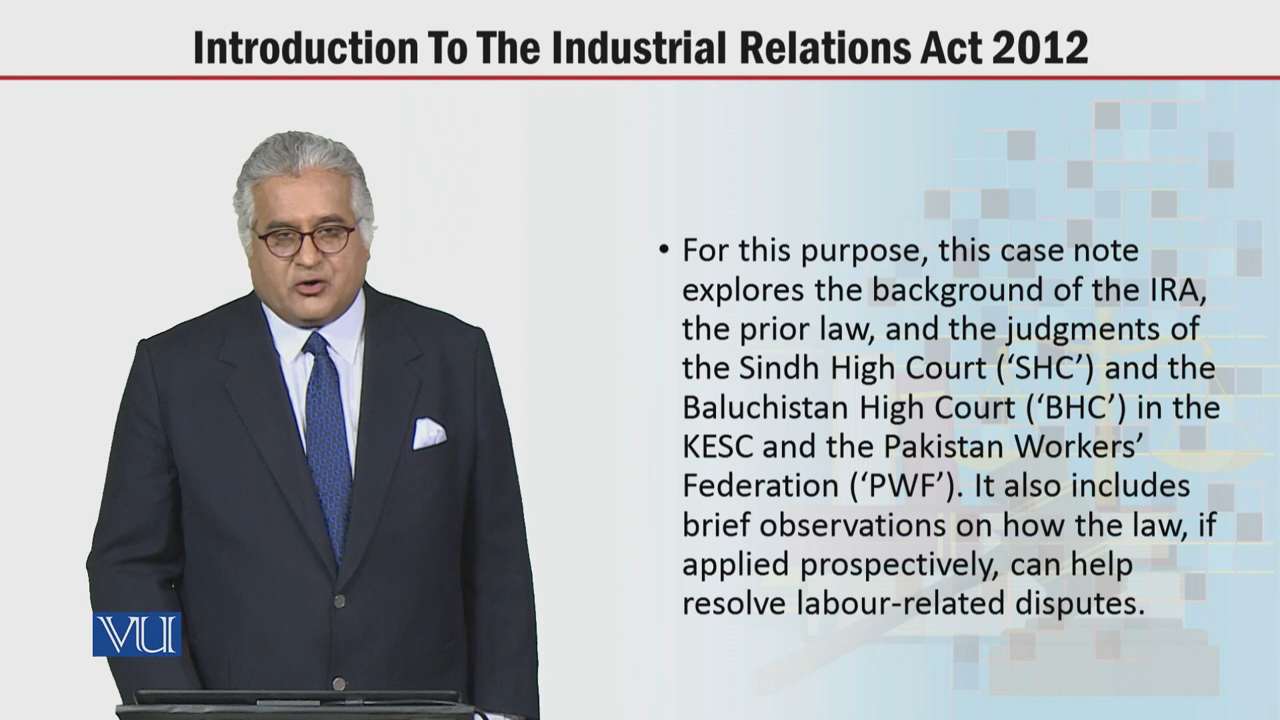 Introduction To The Industrial Relations Act 2012
• For this purpose, this case note
explores the background of the IRA,
the prior law, and the judgments of
the Sindh High Court (‘SHC’) and the
Baluchistan High Court (‘BHC’) in the
KESC and the Pakistan Workers’
Federation (‘PWF’). It also includes
brief observations on how the law, if
applied prospectively, can help
resolve labour-related disputes.
VU